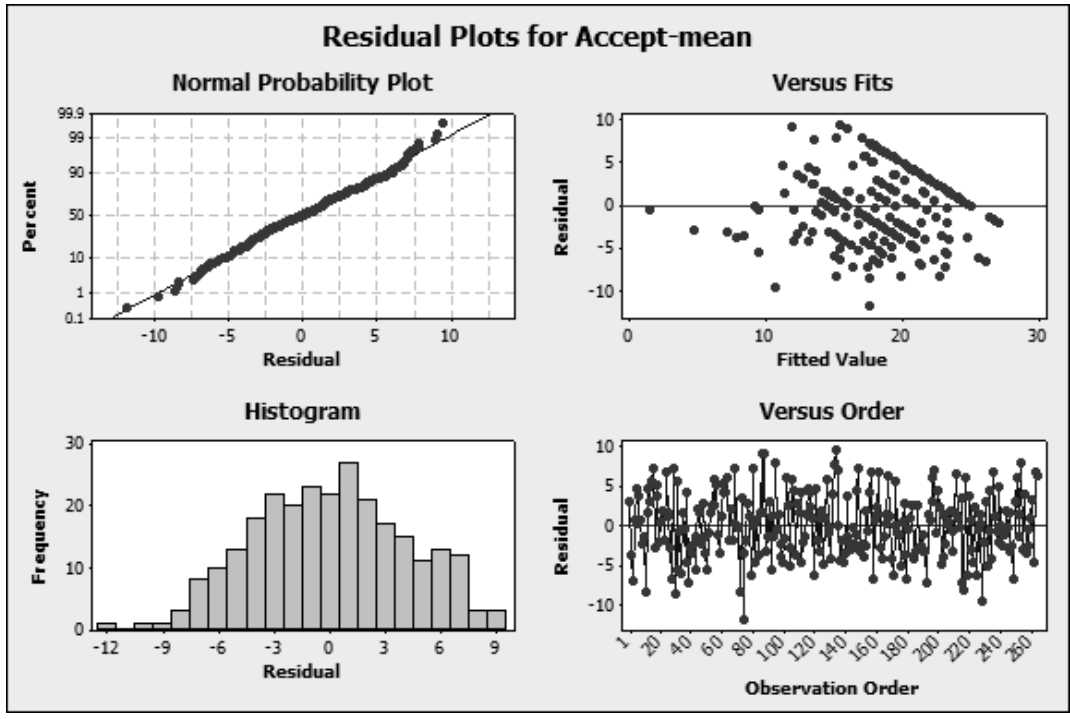 Residual Plots for Accept-mean
Normal Probability Plot
99.9
99
90
50
10
1
0.1
Percent
-10 -5 0 5 10
Residual
Versus Fits
10
5
0
-5
-10
Residual
0 10 20 30
Fitted Value
Histogram
30
20
10
0
Frequency
-12 -9 -6 -3 0 3 6 9
Residual
Versus Order
10
5
0
-5
-10
Residual
1 20 40 60 80 100 120 140 160 180 200 220 240 260
Observation Order